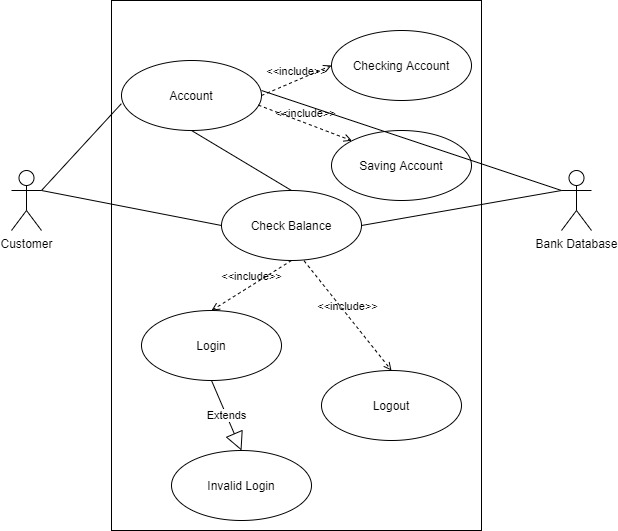 Checking Account
<<include>>
Account
<<include>>
Saving Account
Check Balance
Customer
Bank Database
<<include>>
<<include>>
Login
Logout
Extends
Invalid Login